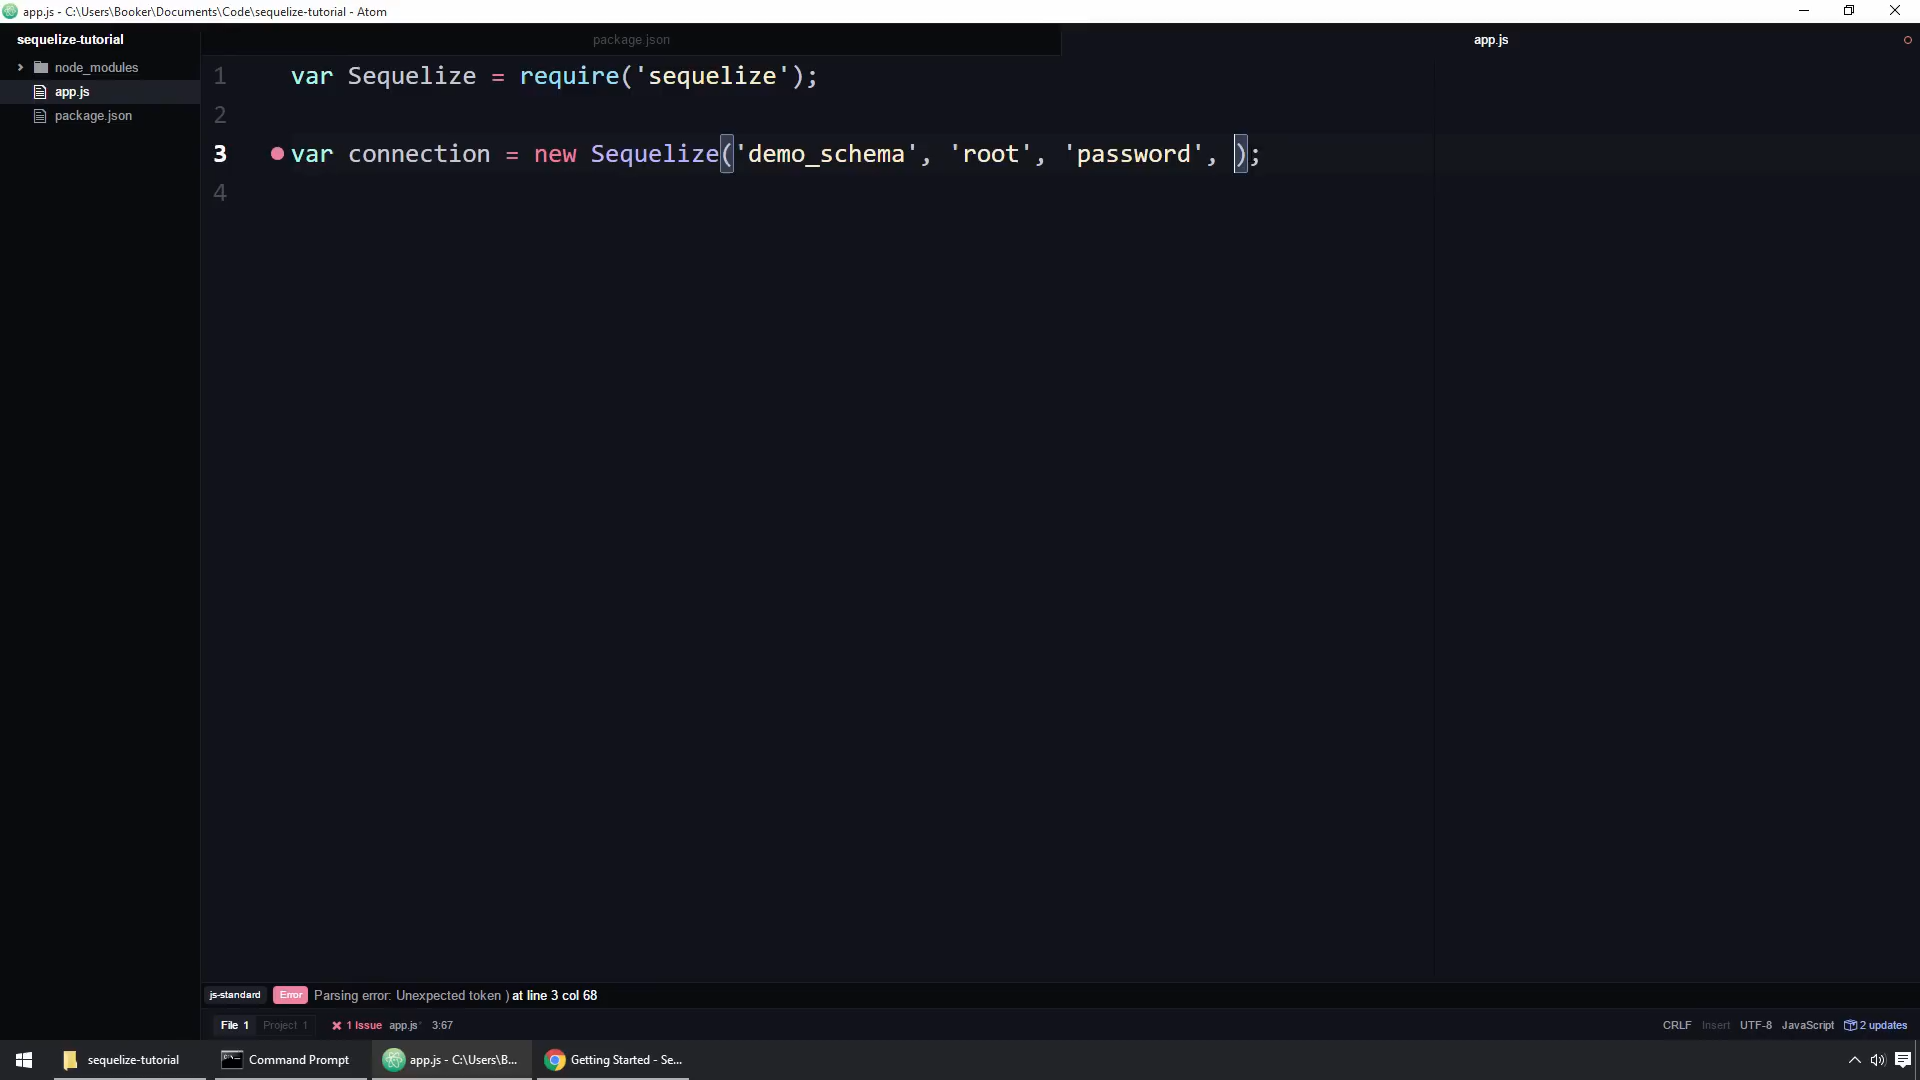 app.js - C:\Users\Booker\Documents\Code\sequelize-tutorial - Atom
sequelize-tutorial
package.json
app.js
node_modules
app.js
package.json
1 var Sequelize = require('sequelize');
2
3 var connection = new Sequelize('demo_schema', 'root', 'password', );
4
js-standard Error Parsing error: Unexpected token ) at line 3 col 68
File 1 Project 1 1 Issue app.js* 3:67
CRLF Insert UTF-8 JavaScript 2 updates
sequelize-tutorial
Command Prompt
app.js - C:\Users\B...
Getting Started - Se...